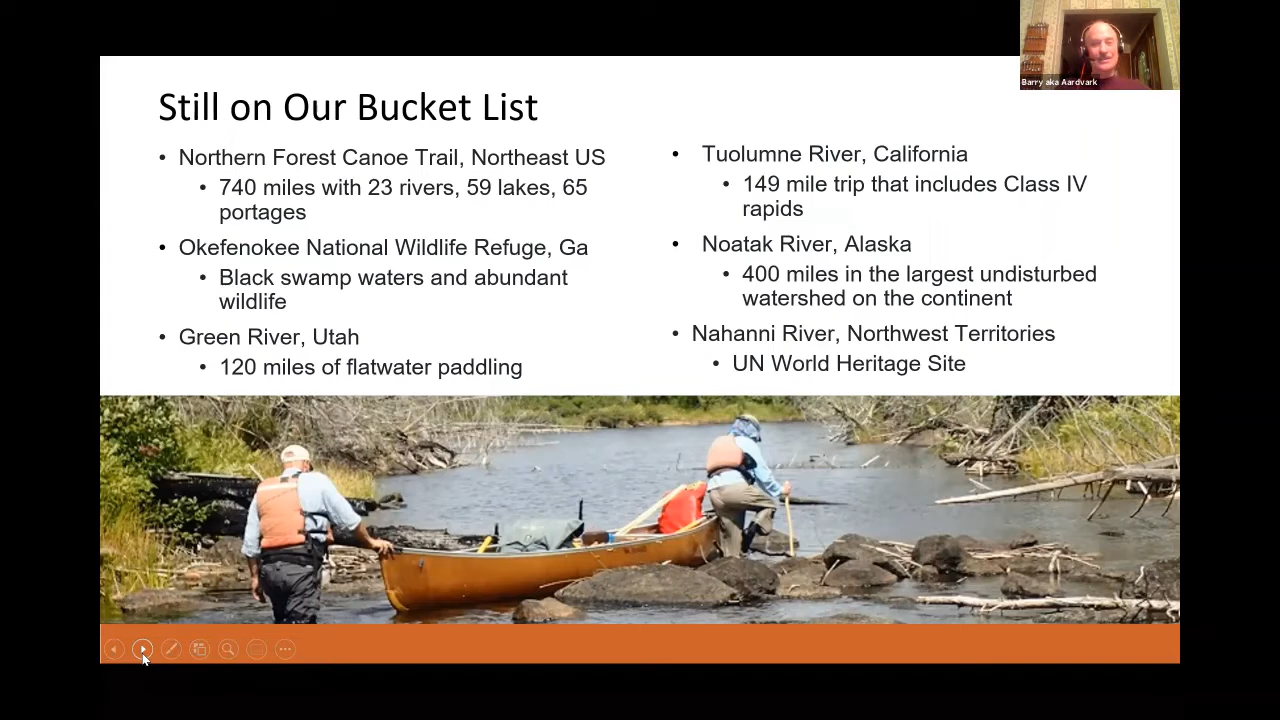 Barry aka Aardvark
Still on Our Bucket List
• Northern Forest Canoe Trail, Northeast US
• 740 miles with 23 rivers, 59 lakes, 65
portages
• Okefenokee National Wildlife Refuge, Ga
• Black swamp waters and abundant
wildlife
• Green River, Utah
• 120 miles of flatwater paddling
• Tuolumne River, California
• 149 mile trip that includes Class IV
rapids
• Noatak River, Alaska
• 400 miles in the largest undisturbed
watershed on the continent
• Nahanni River, Northwest Territories
• UN World Heritage Site